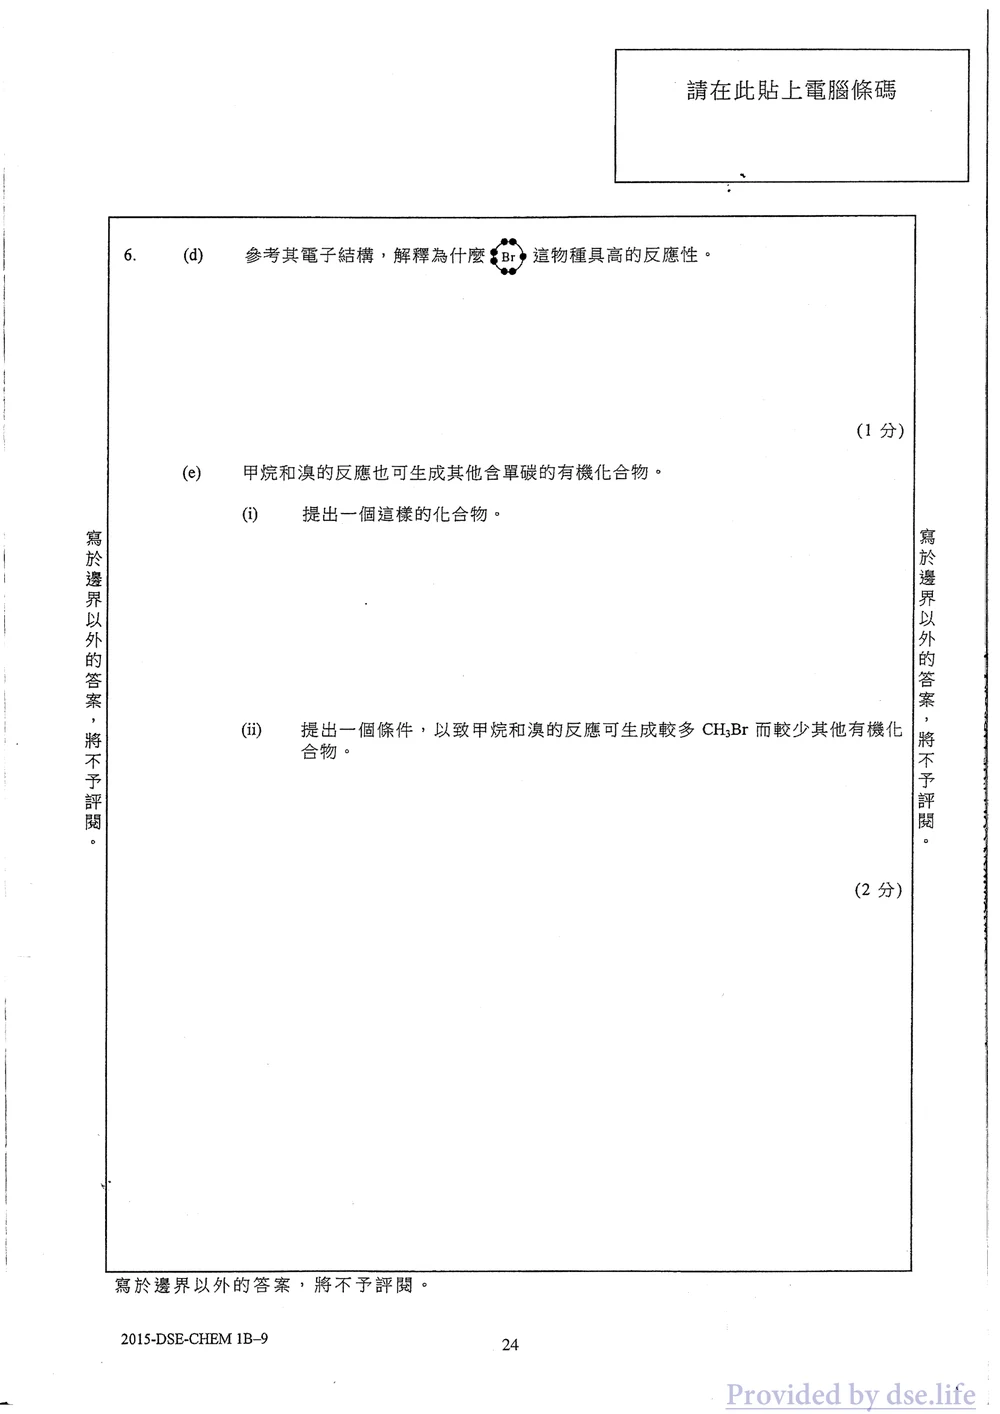 請在此貼上電腦條碼
6. (d) 參考其電子結構，解釋為什麼 Br 這物種具高的反應性。
(1 分)
(e) 甲烷和溴的反應也可生成其他含單碳的有機化合物。
(i) 提出一個這樣的化合物。
(ii) 提出一個條件，以致甲烷和溴的反應可生成較多 CH₃Br 而較少其他有機化
合物。
(2 分)
寫於邊界以外的答案，將不予評閱。
寫於邊界以外的答案，將不予評閱。
寫於邊界以外的答案，將不予評閱。
2015-DSE-CHEM 1B–9
24
Provided by dse.life